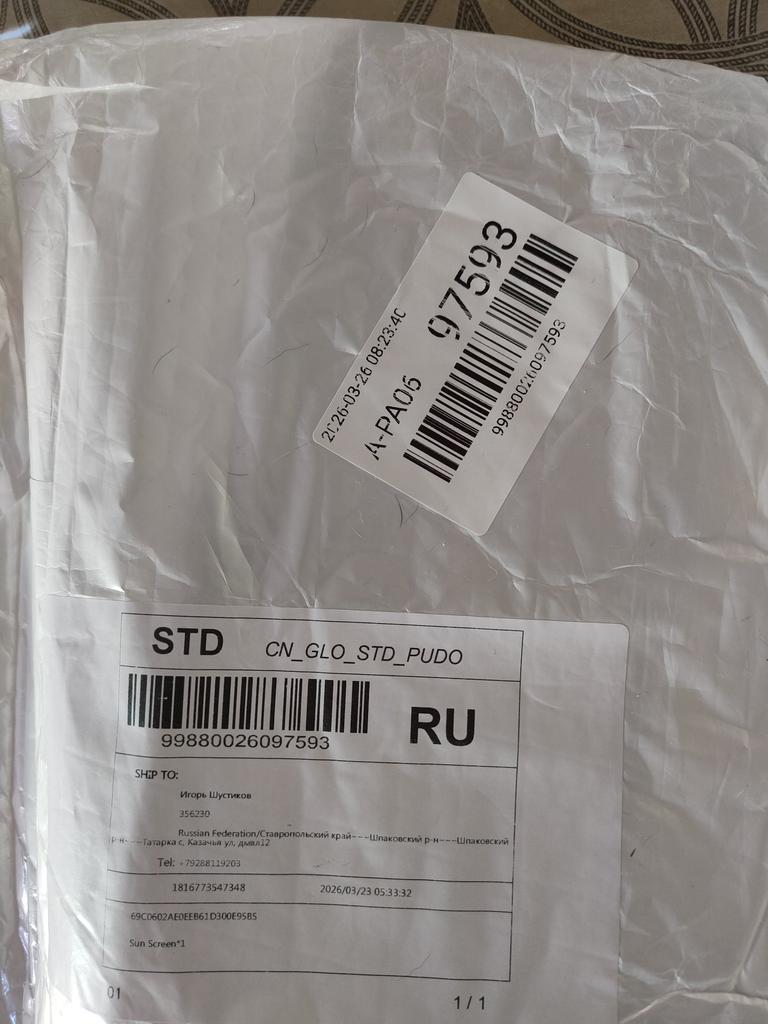 2026-03-26 08:23:40
A-PA06 97593
99880026097593
STD CN_GLO_STD_PUDO
99880026097593
RU
SHIP TO:
Игорь Шустиков
356230
Russian Federation/Ставропольский край---Шпаковский р-н---Шпаковский
р-н---Татарка с, Казачья ул, дмвл12
Tel: +79288119203
1816773547348 2026/03/23 05:33:32
69C0602AE0EEB61D300E95B5
Sun Screen*1
01 1 / 1